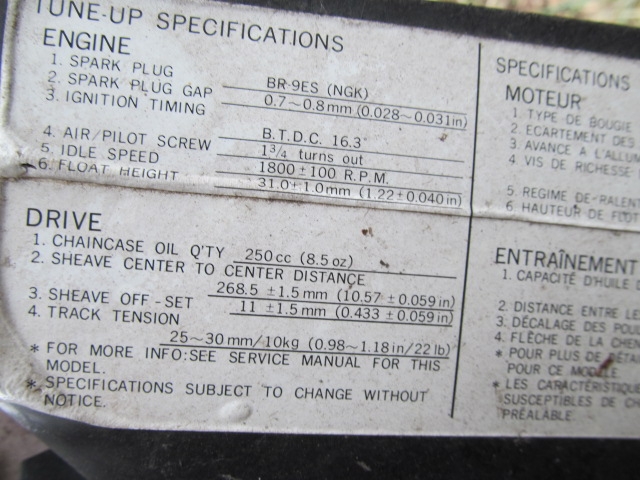 TUNE-UP SPECIFICATIONS
ENGINE
1. SPARK PLUG BR-9ES (NGK)
2. SPARK PLUG GAP 0.7~0.8mm (0.028~0.031in)
3. IGNITION TIMING
B.T.D.C. 16.3°
4. AIR/PILOT SCREW 1 3/4 turns out
5. IDLE SPEED 1800±100 R.P.M.
6. FLOAT HEIGHT 31.0±1.0mm (1.22±0.040in)
DRIVE
1. CHAINCASE OIL Q'TY 250cc (8.5oz)
2. SHEAVE CENTER TO CENTER DISTANCE
268.5 ±1.5mm (10.57 ±0.059in)
3. SHEAVE OFF-SET 11 ±1.5mm (0.433 ±0.059in)
4. TRACK TENSION
25~30mm/10kg (0.98~1.18in/22lb)
* FOR MORE INFO:SEE SERVICE MANUAL FOR THIS
MODEL.
* SPECIFICATIONS SUBJECT TO CHANGE WITHOUT
NOTICE.
SPECIFICATIONS
MOTEUR
1. TYPE DE BOUGIE
2. ECARTEMENT DES
3. AVANCE A L'ALLU
4. VIS DE RICHESSE
5. REGIME DE-RALEN
6. HAUTEUR DE FLOT
ENTRAÎNEMENT
1. CAPACITÉ D'HUILE D
2. DISTANCE ENTRE LE
3. DÉCALAGE DES POU
4. FLÈCHE DE LA CHEN
* POUR PLUS DE DÉTA
POUR CE MODÈLE
* LES CARACTÉRISTIQU
SUSCEPTIBLES DE CH
PRÉALABLE